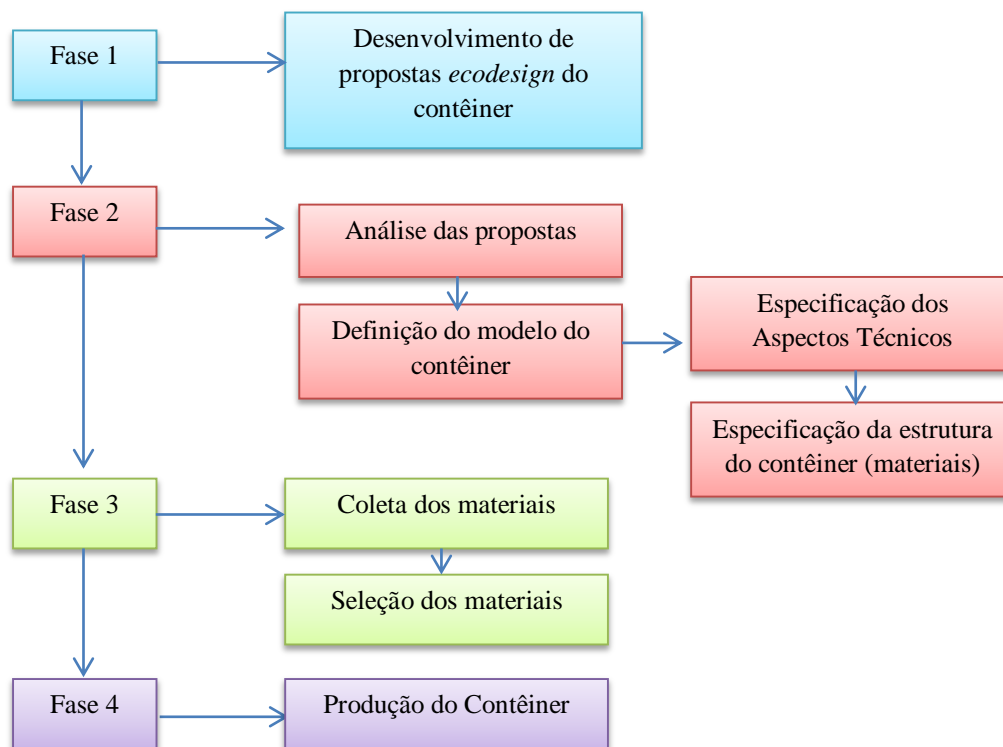 Fase 1
Desenvolvimento de
propostas ecodesign do
contêiner
Fase 2
Análise das propostas
Definição do modelo do
contêiner
Especificação dos
Aspectos Técnicos
Especificação da estrutura
do contêiner (materiais)
Fase 3
Coleta dos materiais
Seleção dos materiais
Fase 4
Produção do Contêiner